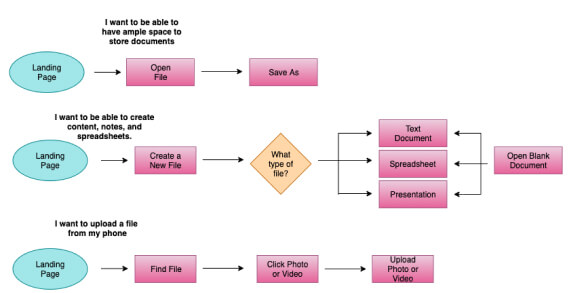 I want to be able to
have ample space to
store documents
Landing
Page
Open
File
Save As
I want to be able to create
content, notes, and
spreadsheets.
Landing
Page
Create a
New File
What
type of
file?
Text
Document
Spreadsheet
Presentation
Open Blank
Document
I want to upload a file
from my phone
Landing
Page
Find File
Click Photo
or Video
Upload
Photo or
Video